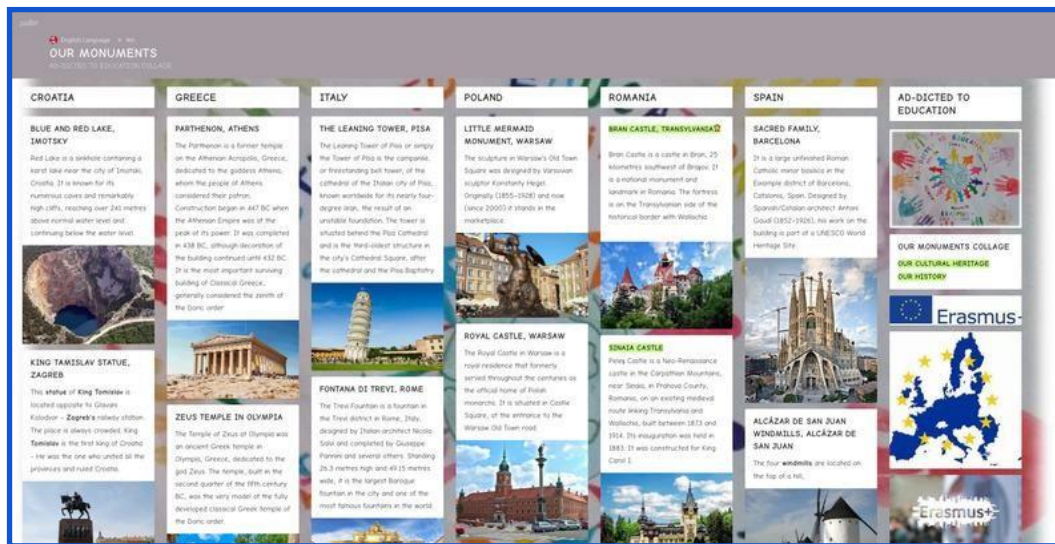 padlet
English Language
OUR MONUMENTS
AD-DICTED TO EDUCATION COLLAGE
CROATIA
BLUE AND RED LAKE,
IMOTSKY
Red Lake is a sinkhole containing a
karst lake near the city of Imotski,
Croatia. It is known for its
numerous caves and remarkably
high cliffs, reaching over 241 metres
above normal water level and
continuing below the water level.
KING TAMISLAV STATUE,
ZAGREB
This statue of King Tomislav is
located opposite to Glavni
Kolodvor - Zagreb's railway station.
The place is always crowded. King
Tomislav is the first king of Croatia
- He was the one who united all the
provinces and ruled Croatia.
GREECE
PARTHENON, ATHENS
The Parthenon is a former temple
on the Athenian Acropolis, Greece,
dedicated to the goddess Athena,
whom the people of Athens
considered their patron.
Construction began in 447 BC when
the Athenian Empire was at the
peak of its power. It was completed
in 438 BC, although decoration of
the building continued until 432 BC.
It is the most important surviving
building of Classical Greece,
generally considered the zenith of
the Doric order.
ZEUS TEMPLE IN OLYMPIA
The Temple of Zeus at Olympia was
an ancient Greek temple in
Olympia, Greece, dedicated to the
god Zeus. The temple, built in the
second quarter of the fifth century
BC, was the very model of the fully
developed classical Greek temple of
the Doric order.
ITALY
THE LEANING TOWER, PISA
The Leaning Tower of Pisa or simply
the Tower of Pisa is the campanile,
or freestanding bell tower, of the
cathedral of the Italian city of Pisa,
known worldwide for its nearly four-
degree lean, the result of an
unstable foundation. The tower is
situated behind the Pisa Cathedral
and is the third-oldest structure in
the city's Cathedral Square, after
the cathedral and the Pisa Baptistry.
FONTANA DI TREVI, ROME
The Trevi Fountain is a fountain in
the Trevi district in Rome, Italy,
designed by Italian architect Nicola
Salvi and completed by Giuseppe
Pannini and several others. Standing
26.3 metres high and 49.15 metres
wide, it is the largest Baroque
fountain in the city and one of the
most famous fountains in the world.
POLAND
LITTLE MERMAID
MONUMENT, WARSAW
The sculpture in Warsaw's Old Town
Square was designed by Varsovian
sculptor Konstanty Hegel.
Originally (1855-1928) and now
(since 2000) it stands in the
marketplace.
ROYAL CASTLE, WARSAW
The Royal Castle in Warsaw is a
royal residence that formerly
served throughout the centuries as
the official home of Polish
monarchs. It is situated in Castle
Square, at the entrance to the
Warsaw Old Town road.
ROMANIA
BRAN CASTLE, TRANSYLVANIA
Bran Castle is a castle in Bran, 25
kilometres southwest of Brașov. It
is a national monument and
landmark in Romania. The fortress
is on the Transylvanian side of the
historical border with Wallachia.
SINAIA CASTLE
Peleș Castle is a Neo-Renaissance
castle in the Carpathian Mountains,
near Sinaia, in Prahova County,
Romania, on an existing medieval
route linking Transylvania and
Wallachia, built between 1873 and
1914. Its inauguration was held in
1883. It was constructed for King
Carol I.
SPAIN
SACRED FAMILY,
BARCELONA
It is a large unfinished Roman
Catholic minor basilica in the
Eixample district of Barcelona,
Catalonia, Spain. Designed by
Spanish/Catalan architect Antoni
Gaudí (1852-1926), his work on the
building is part of a UNESCO World
Heritage Site.
ALCÁZAR DE SAN JUAN
WINDMILLS, ALCÁZAR DE
SAN JUAN
The four windmills are located on
the top of a hill,
AD-DICTED TO
EDUCATION
OUR MONUMENTS COLLAGE
OUR CULTURAL HERITAGE
OUR HISTORY
Erasmus+
Erasmus+